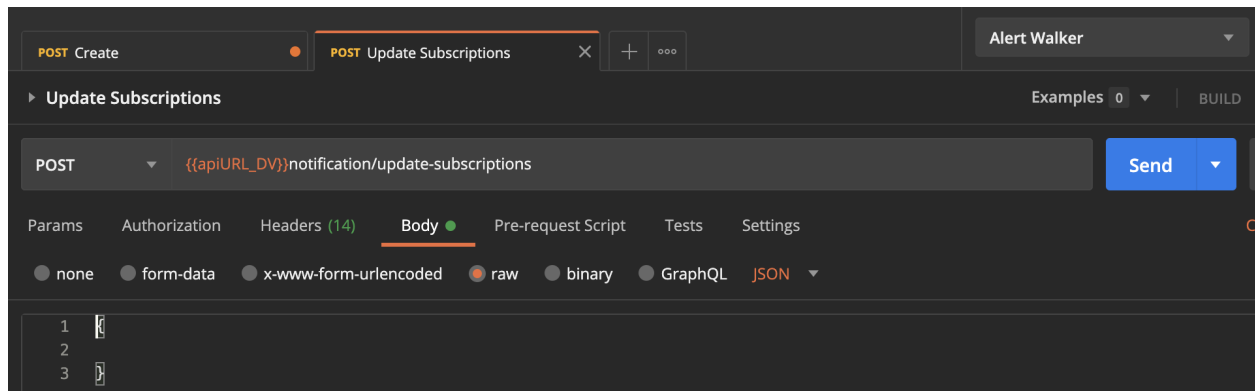 POST Create
POST Update Subscriptions
Alert Walker
Update Subscriptions
Examples 0
BUILD
POST
{{apiURL_DV}}notification/update-subscriptions
Send
Params Authorization Headers (14) Body Pre-request Script Tests Settings
none form-data x-www-form-urlencoded raw binary GraphQL JSON
1 {
2
3 }